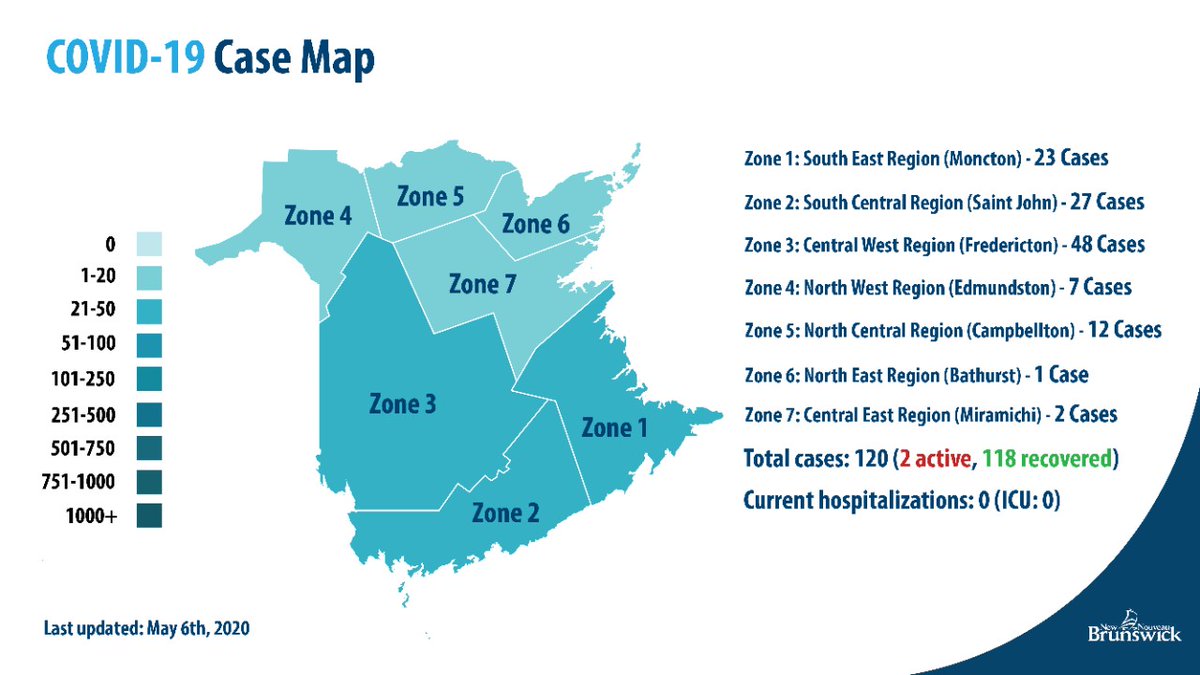 COVID-19 Case Map
Zone 4
Zone 5
Zone 6
Zone 7
Zone 3
Zone 1
Zone 2
0
1-20
21-50
51-100
101-250
251-500
501-750
751-1000
1000+
Zone 1: South East Region (Moncton) - 23 Cases
Zone 2: South Central Region (Saint John) - 27 Cases
Zone 3: Central West Region (Fredericton) - 48 Cases
Zone 4: North West Region (Edmundston) - 7 Cases
Zone 5: North Central Region (Campbellton) - 12 Cases
Zone 6: North East Region (Bathurst) - 1 Case
Zone 7: Central East Region (Miramichi) - 2 Cases
Total cases: 120 (2 active, 118 recovered)
Current hospitalizations: 0 (ICU: 0)
Last updated: May 6th, 2020
New Nouveau
Brunswick